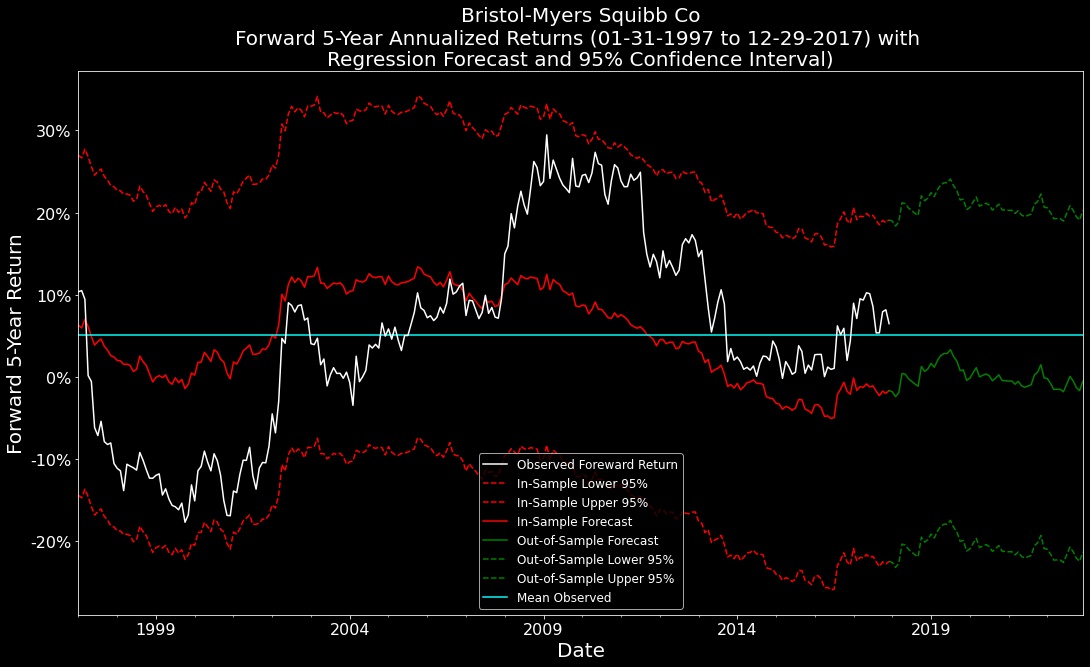 Bristol-Myers Squibb Co
Forward 5-Year Annualized Returns (01-31-1997 to 12-29-2017) with
Regression Forecast and 95% Confidence Interval)
Forward 5-Year Return
30%
20%
10%
0%
-10%
-20%
Observed Foreward Return
In-Sample Lower 95%
In-Sample Upper 95%
In-Sample Forecast
Out-of-Sample Forecast
Out-of-Sample Lower 95%
Out-of-Sample Upper 95%
Mean Observed
1999
2004
2009
2014
2019
Date